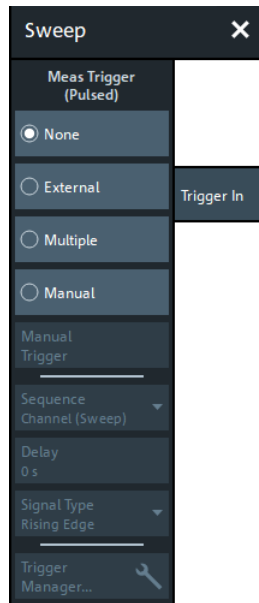 Sweep
Meas Trigger
(Pulsed)
None
External
Trigger In
Multiple
Manual
Manual
Trigger
Sequence
Channel (Sweep)
Delay
0 s
Signal Type
Rising Edge
Trigger
Manager...